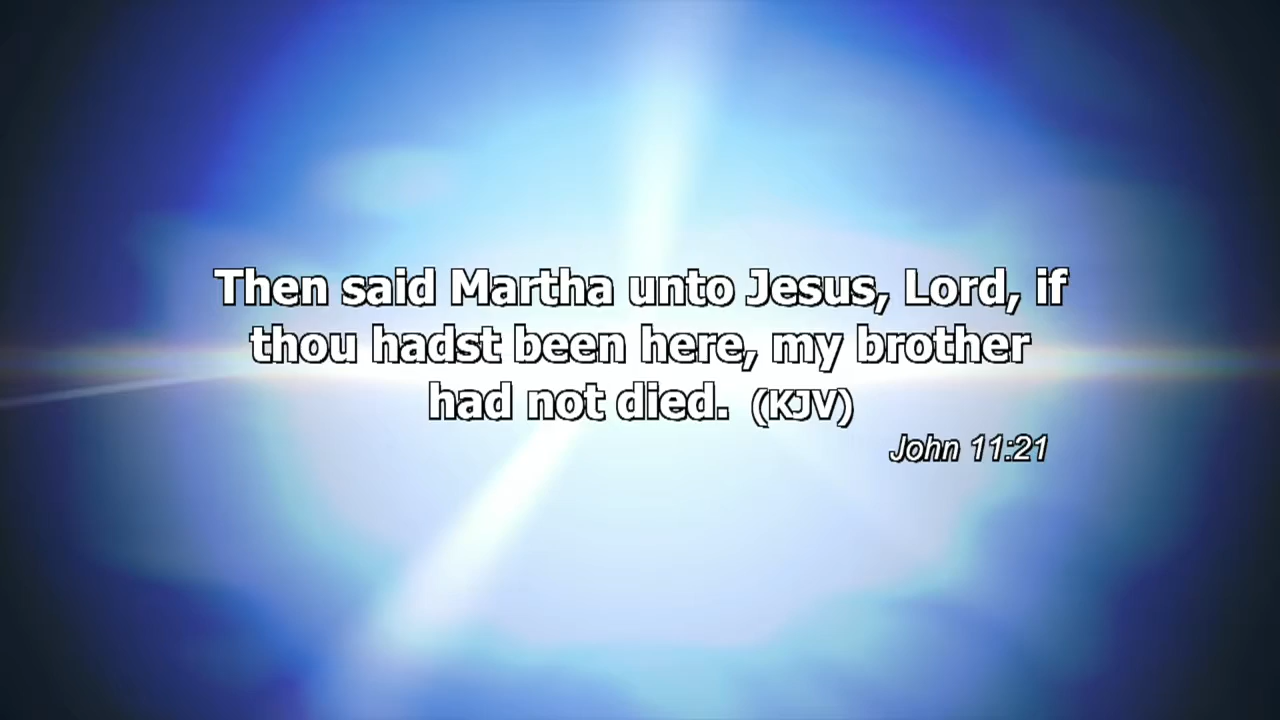 Then said Martha unto Jesus, Lord, if
thou hadst been here, my brother
had not died. (KJV)
John 11:21